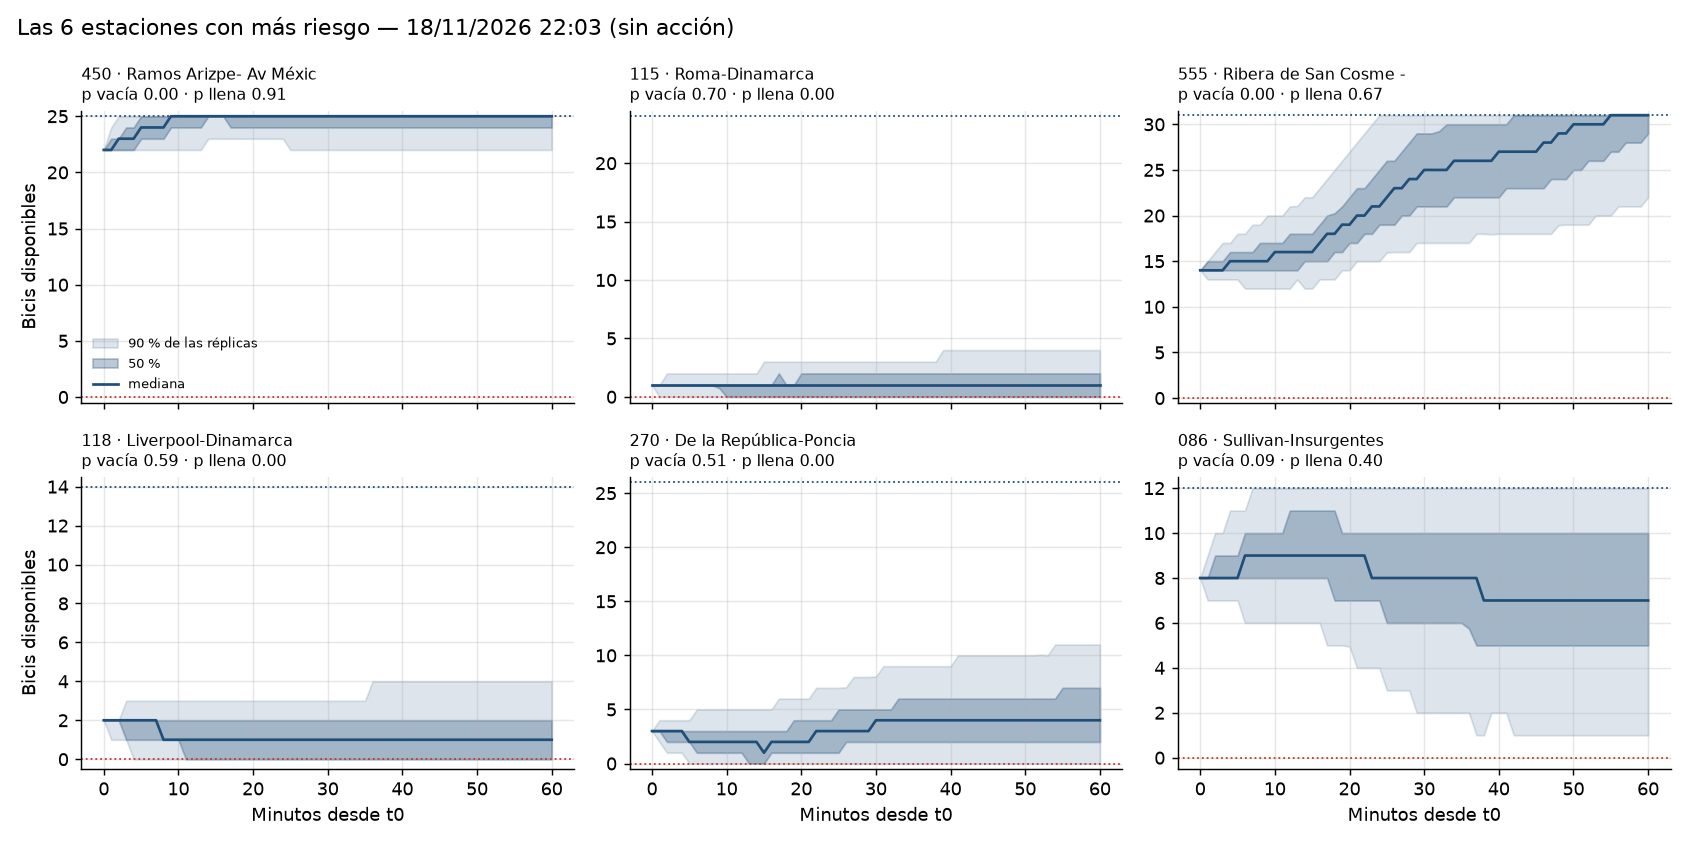 Las 6 estaciones con más riesgo — 18/11/2026 22:03 (sin acción)
450 · Ramos Arizpe- Av Méxic
p vacía 0.00 · p llena 0.91
25
20
15
10
5
0
Bicis disponibles
90 % de las réplicas
50 %
mediana
0
10
20
30
40
50
60
115 · Roma-Dinamarca
p vacía 0.70 · p llena 0.00
20
15
10
5
0
555 · Ribera de San Cosme -
p vacía 0.00 · p llena 0.67
30
25
20
15
10
5
0
118 · Liverpool-Dinamarca
p vacía 0.59 · p llena 0.00
14
12
10
8
6
4
2
0
Bicis disponibles
0 10 20 30 40 50 60
Minutos desde t0
270 · De la República-Poncia
p vacía 0.51 · p llena 0.00
25
20
15
10
5
0
0 10 20 30 40 50 60
Minutos desde t0
086 · Sullivan-Insurgentes
p vacía 0.09 · p llena 0.40
12
10
8
6
4
2
0
0 10 20 30 40 50 60
Minutos desde t0